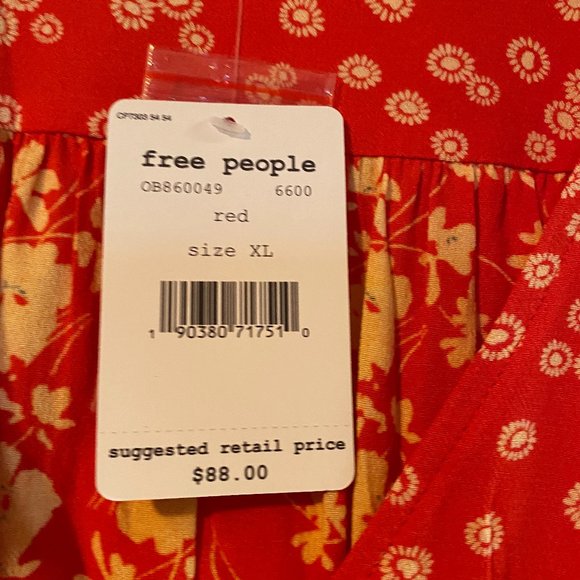 free people
OB860049 6600
red
size XL
1 90380 71751 0
suggested retail price
$88.00